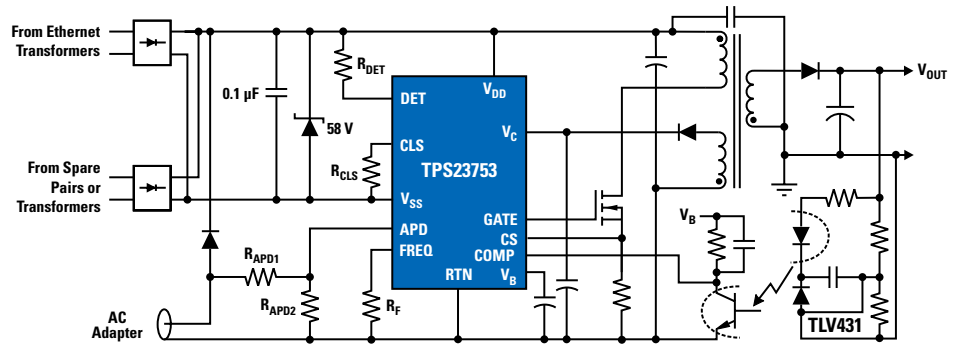 From Ethernet
Transformers
R_DET
0.1 µF
58 V
DET
V_DD
V_OUT
CLS
V_C
From Spare
Pairs or
Transformers
R_CLS
TPS23753
V_SS
GATE
V_B
APD
CS
FREQ
COMP
R_APD1
RTN
V_B
R_APD2
R_F
AC
Adapter
TLV431